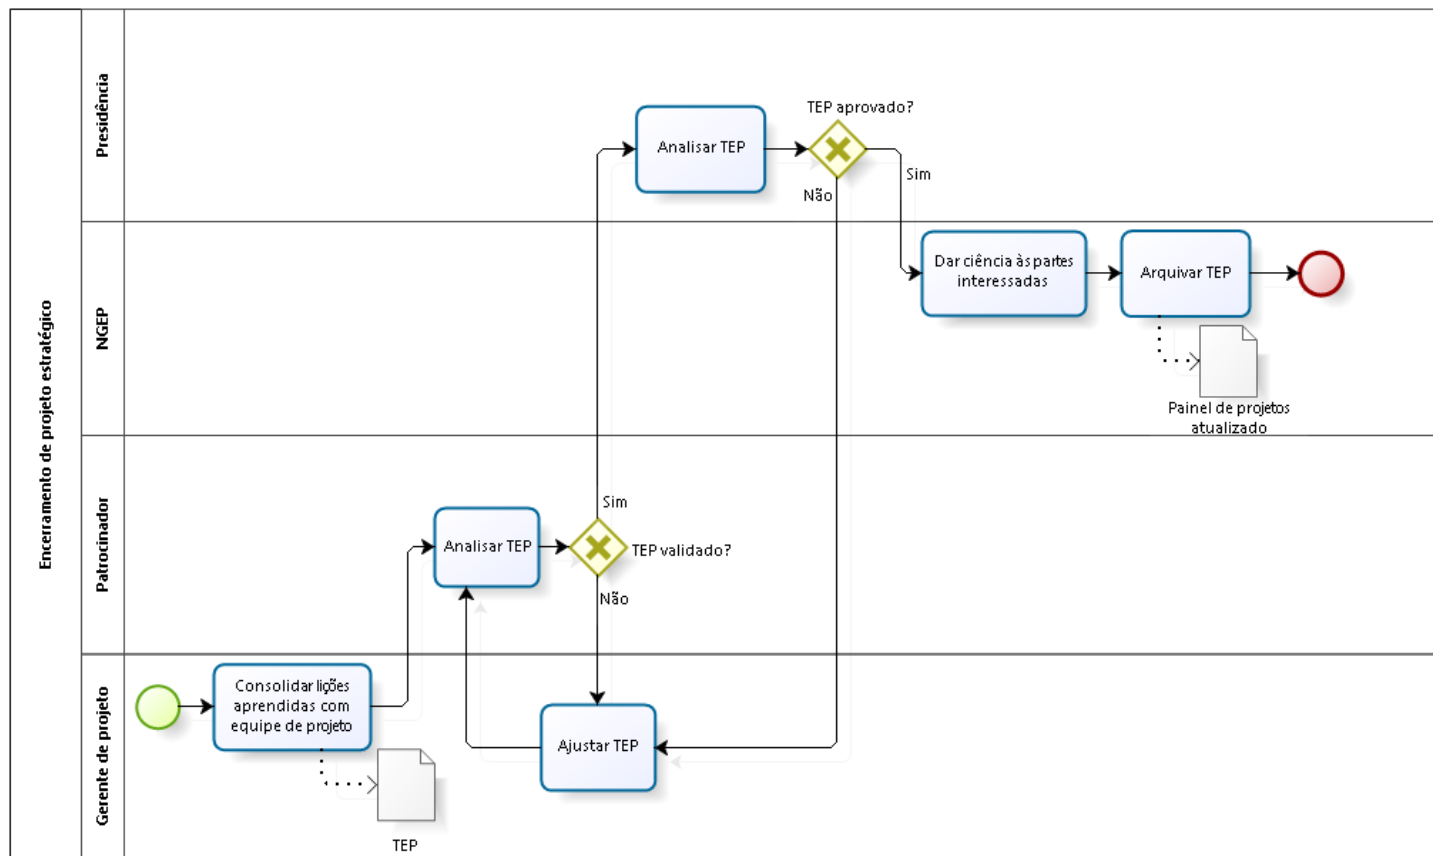 Encerramento de projeto estratégico
Presidência
Analisar TEP
TEP aprovado?
Sim
Não
NGEP
Dar ciência às partes
interessadas
Arquivar TEP
Painel de projetos
atualizado
Patrocinador
Analisar TEP
Sim
TEP validado?
Não
Gerente de projeto
Consolidar lições
aprendidas com
equipe de projeto
TEP
Ajustar TEP